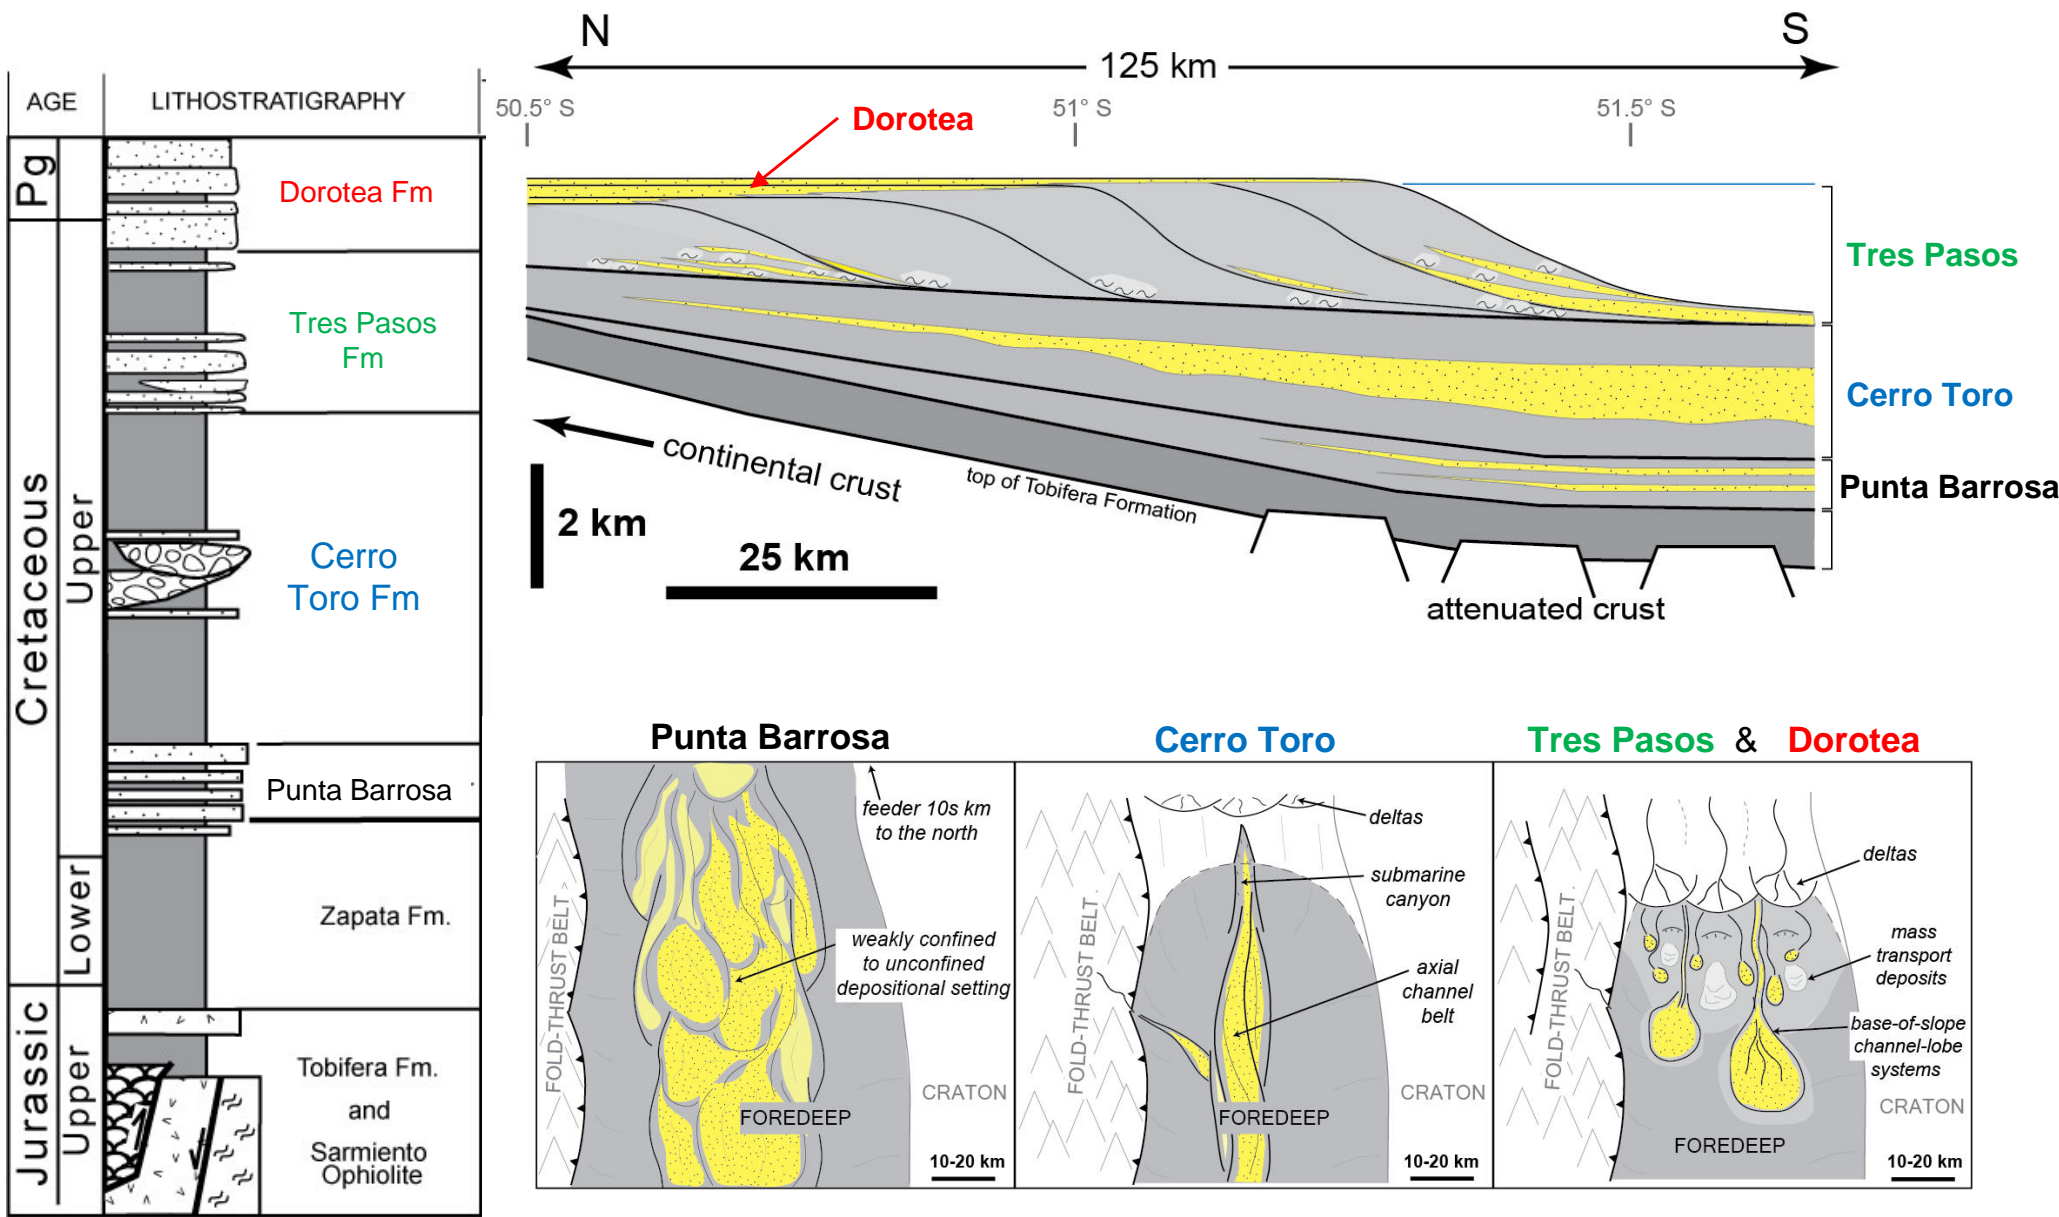 AGE
LITHOSTRATIGRAPHY
Pg
Cretaceous
Upper
Lower
Jurassic
Upper
Dorotea Fm
Tres Pasos
Fm
Cerro
Toro Fm
Punta Barrosa
Zapata Fm.
Tobifera Fm.
and
Sarmiento
Ophiolite
N
S
125 km
50.5° S
51° S
51.5° S
Dorotea
Tres Pasos
Cerro Toro
Punta Barrosa
continental crust
top of Tobifera Formation
attenuated crust
2 km
25 km
Punta Barrosa
feeder 10s km
to the north
weakly confined
to unconfined
depositional setting
FOLD-THRUST BELT
FOREDEEP
CRATON
10-20 km
Cerro Toro
deltas
submarine
canyon
axial
channel
belt
FOLD-THRUST BELT.
FOREDEEP
CRATON
10-20 km
Tres Pasos & Dorotea
deltas
mass
transport
deposits
base-of-slope
channel-lobe
systems
FOLD-THRUST BELT.
FOREDEEP
CRATON
10-20 km